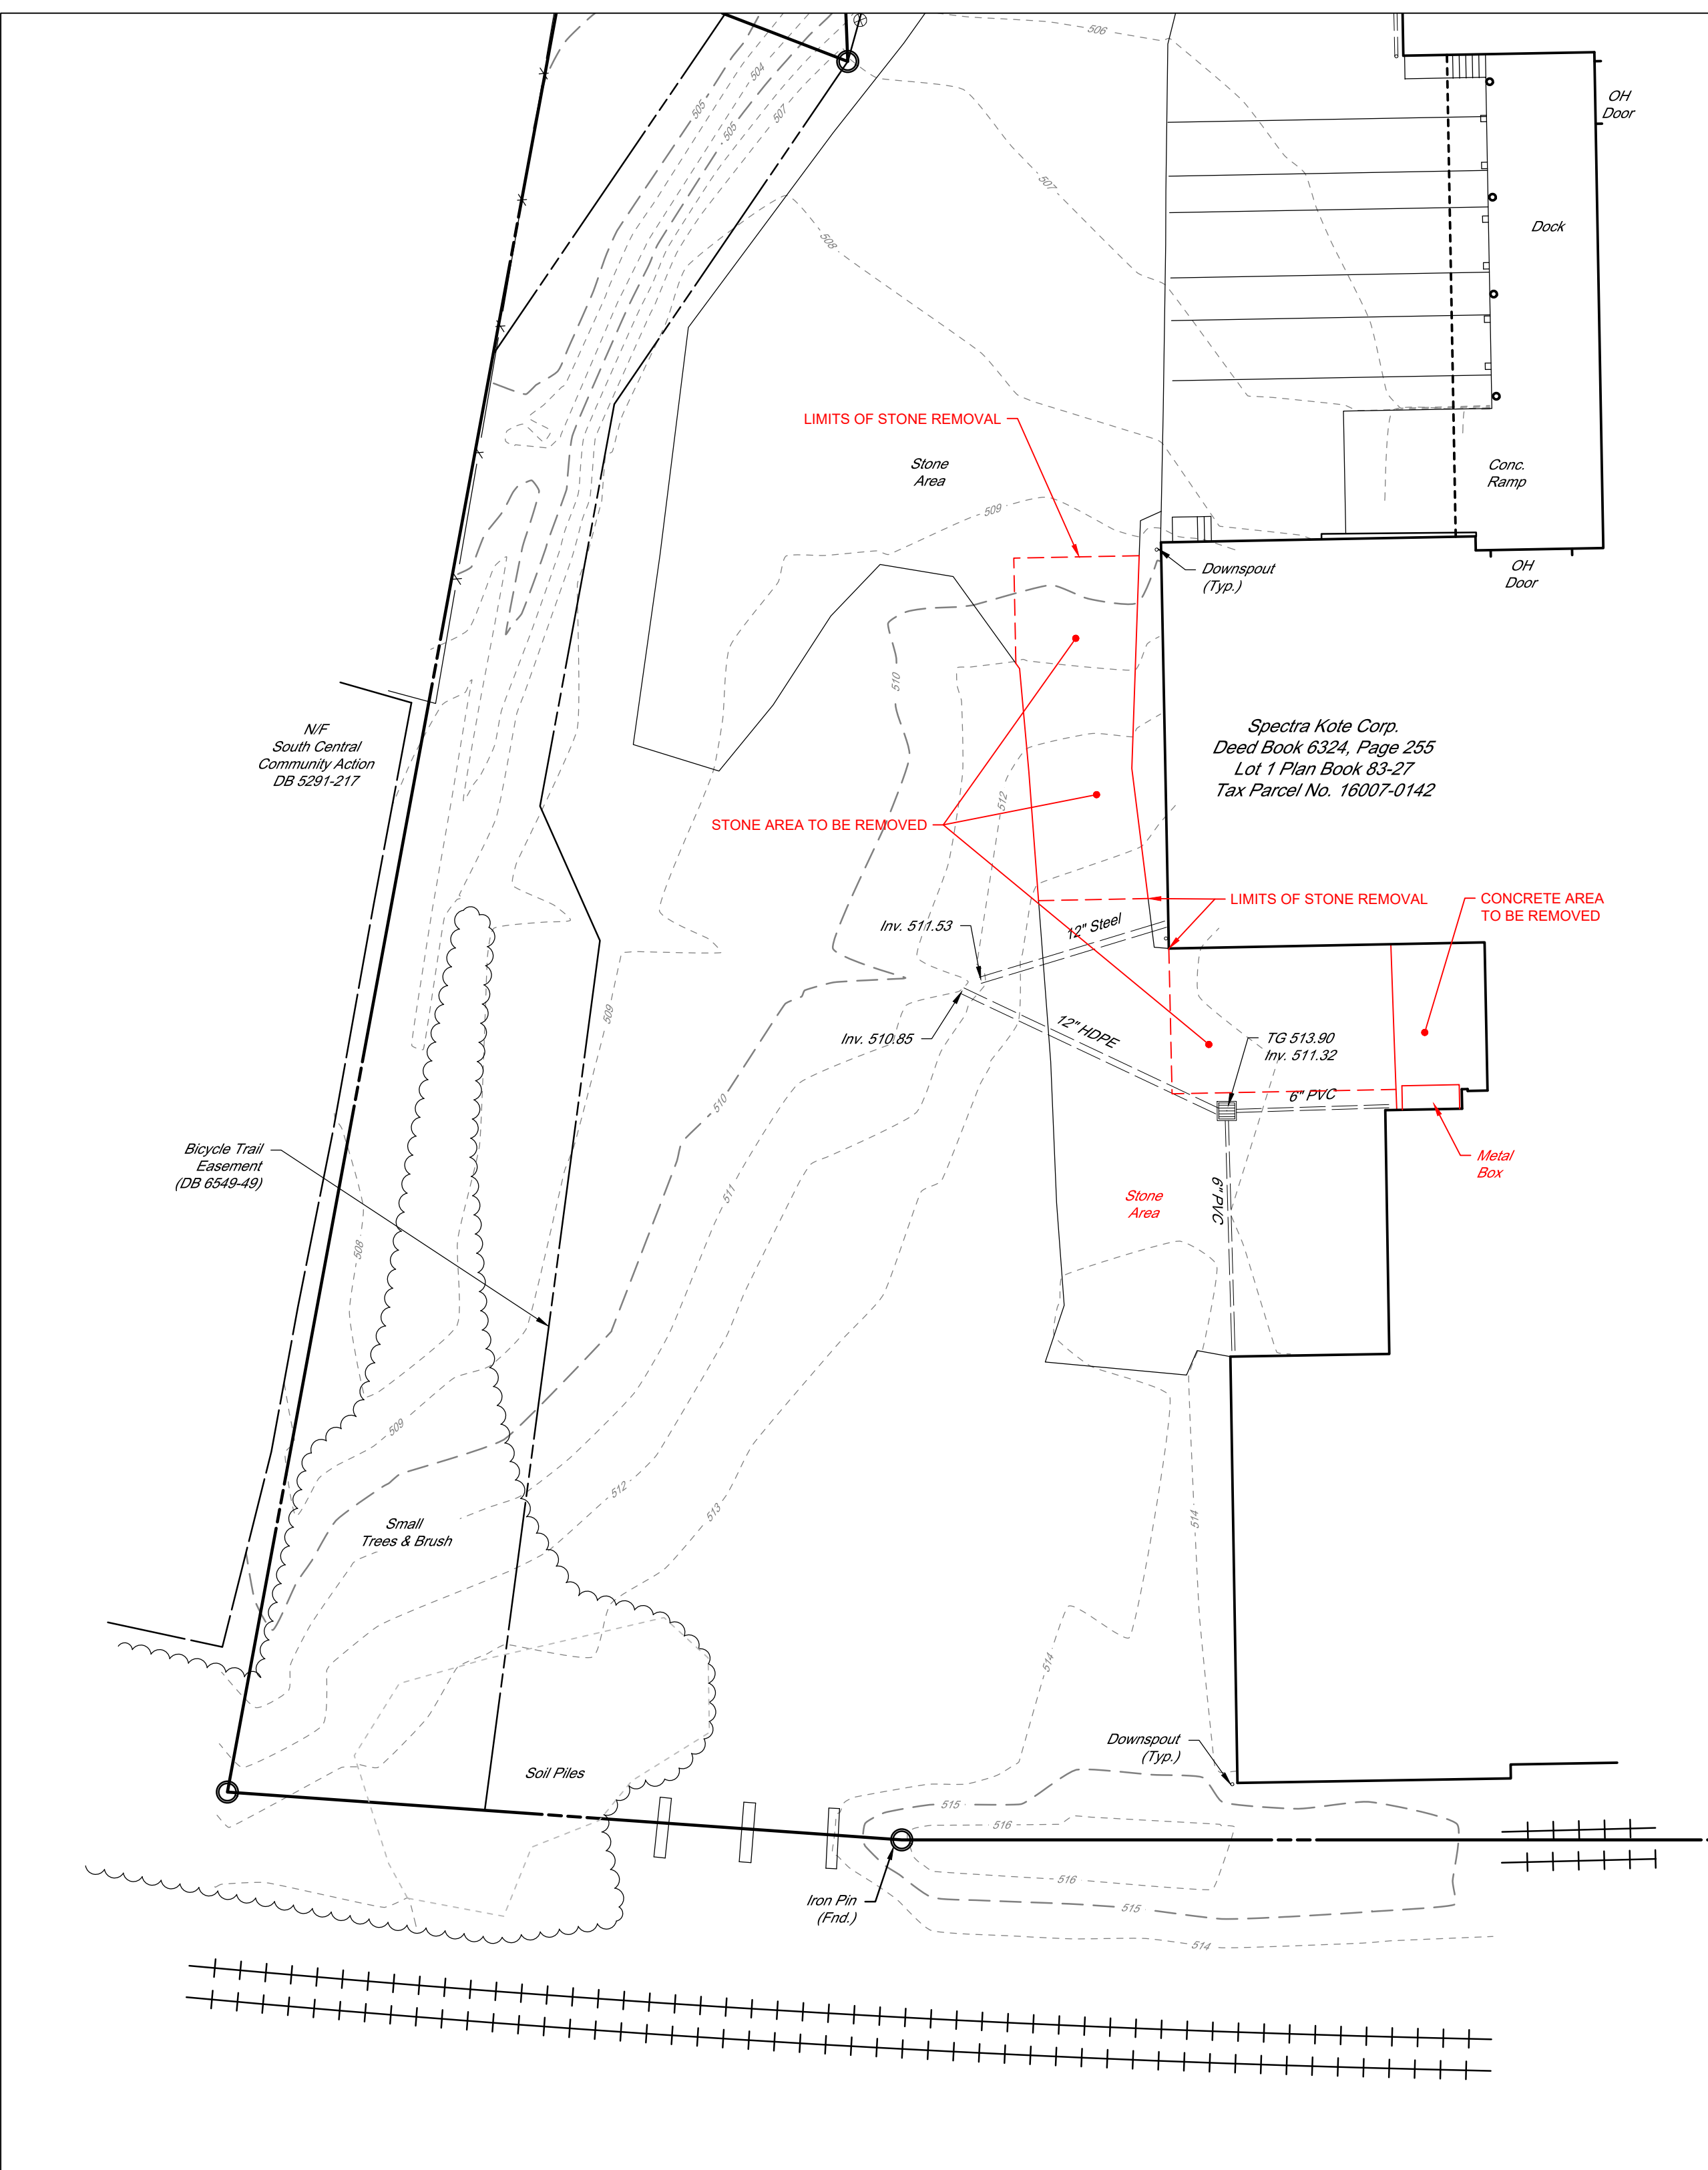 506
504
505
505
507
OH
Door
507
508
Dock
LIMITS OF STONE REMOVAL
Stone
Area
Conc.
Ramp
509
Downspout
(Typ.)
OH
Door
510
N/F
South Central
Community Action
DB 5291-217
Spectra Kote Corp.
Deed Book 6324, Page 255
Lot 1 Plan Book 83-27
Tax Parcel No. 16007-0142
512
STONE AREA TO BE REMOVED
LIMITS OF STONE REMOVAL
CONCRETE AREA
TO BE REMOVED
Inv. 511.53
12" Steel
509
Inv. 510.85
12" HDPE
TG 513.90
Inv. 511.32
6" PVC
510
Bicycle Trail
Easement
(DB 6549-49)
Metal
Box
511
Stone
Area
6" PVC
508
509
512
513
514
Small
Trees & Brush
514
Downspout
(Typ.)
Soil Piles
515
516
516
Iron Pin
(Fnd.)
515
514